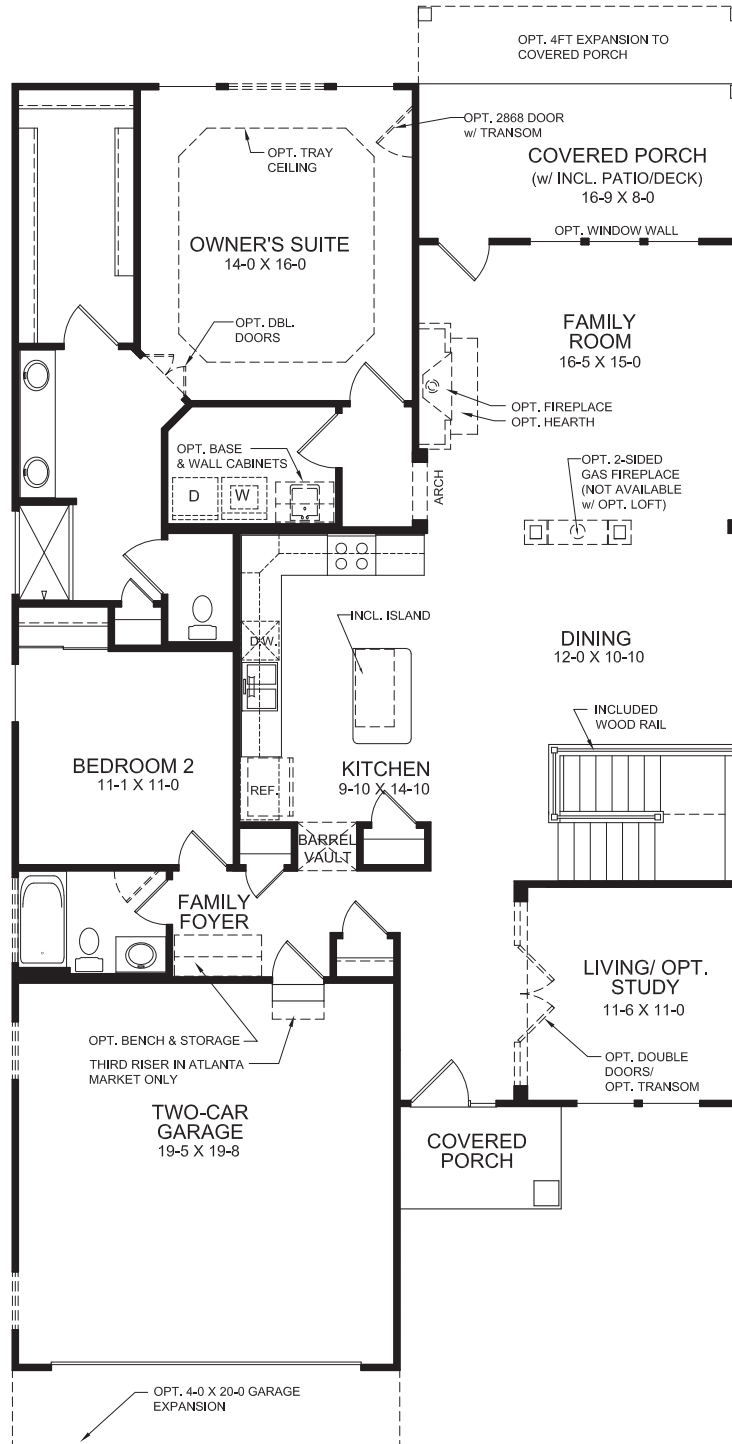 OPT. 4FT EXPANSION TO
COVERED PORCH
OPT. 2868 DOOR
w/ TRANSOM
OPT. TRAY
CEILING
COVERED PORCH
(w/ INCL. PATIO/DECK)
16-9 X 8-0
OPT. WINDOW WALL
OWNER'S SUITE
14-0 X 16-0
OPT. DBL.
DOORS
FAMILY
ROOM
16-5 X 15-0
OPT. FIREPLACE
OPT. HEARTH
OPT. BASE
& WALL CABINETS
D
W
ARCH
OPT. 2-SIDED
GAS FIREPLACE
(NOT AVAILABLE
w/ OPT. LOFT)
INCL. ISLAND
D.W.
DINING
12-0 X 10-10
INCLUDED
WOOD RAIL
BEDROOM 2
11-1 X 11-0
KITCHEN
9-10 X 14-10
REF.
BARREL
VAULT
FAMILY
FOYER
LIVING/ OPT.
STUDY
11-6 X 11-0
OPT. BENCH & STORAGE
THIRD RISER IN ATLANTA
MARKET ONLY
OPT. DOUBLE
DOORS/
OPT. TRANSOM
TWO-CAR
GARAGE
19-5 X 19-8
COVERED
PORCH
OPT. 4-0 X 20-0 GARAGE
EXPANSION